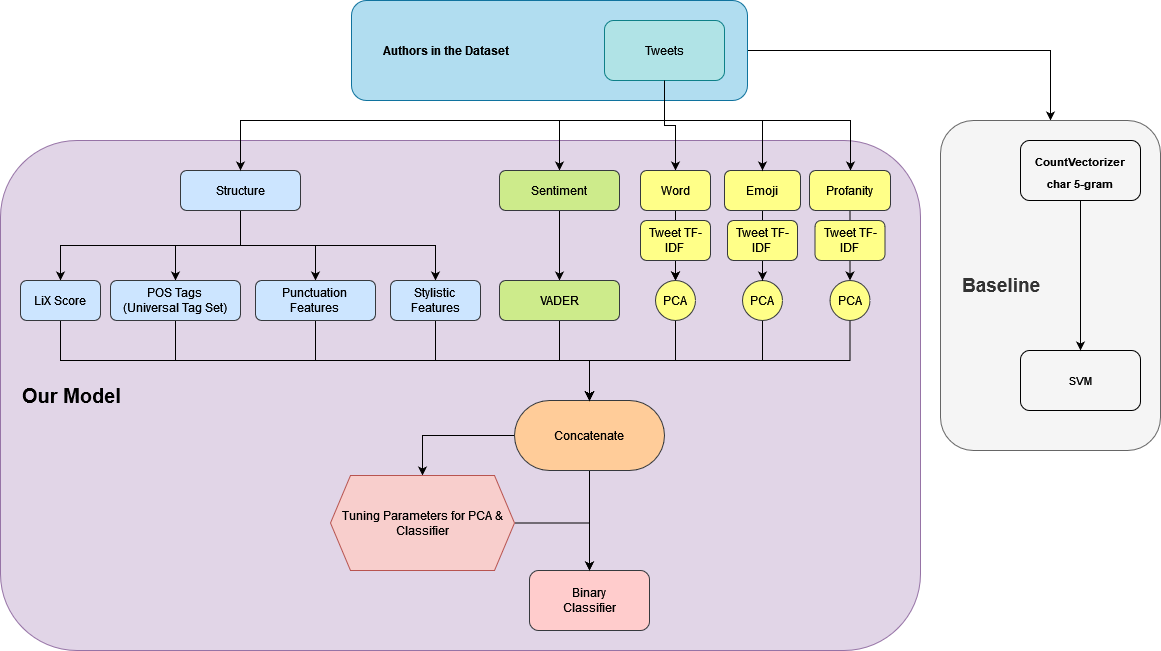 Authors in the Dataset
Tweets
Structure
Sentiment
Word
Emoji
Profanity
Tweet TF-
IDF
Tweet TF-
IDF
Tweet TF-
IDF
LiX Score
POS Tags
(Universal Tag Set)
Punctuation
Features
Stylistic
Features
VADER
PCA
PCA
PCA
Our Model
Concatenate
Tuning Parameters for PCA &
Classifier
Binary
Classifier
CountVectorizer
char 5-gram
Baseline
SVM